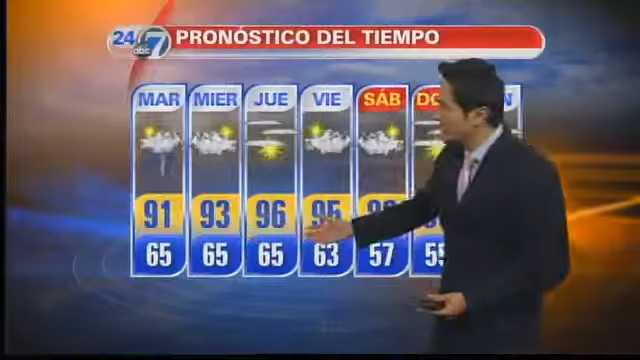 24 abc 7 PRONÓSTICO DEL TIEMPO
MAR MIER JUE VIE SÁB
91 93 96 95
65 65 65 63 57